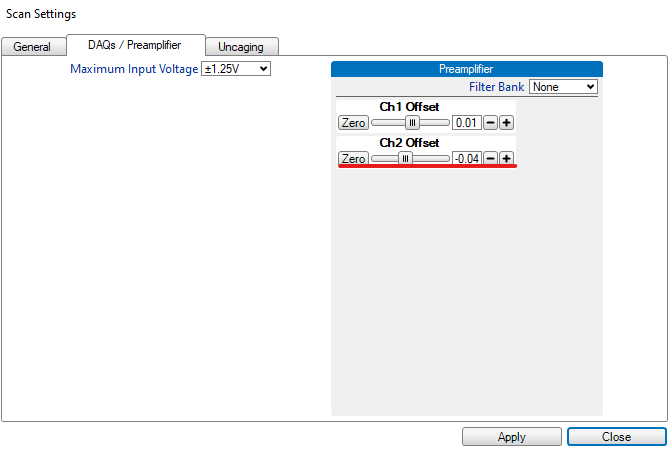 Scan Settings
General
DAQs / Preamplifier
Uncaging
Maximum Input Voltage ±1.25V
Preamplifier
Filter Bank None
Ch1 Offset
Zero 0.01 − +
Ch2 Offset
Zero -0.04 − +
Apply
Close